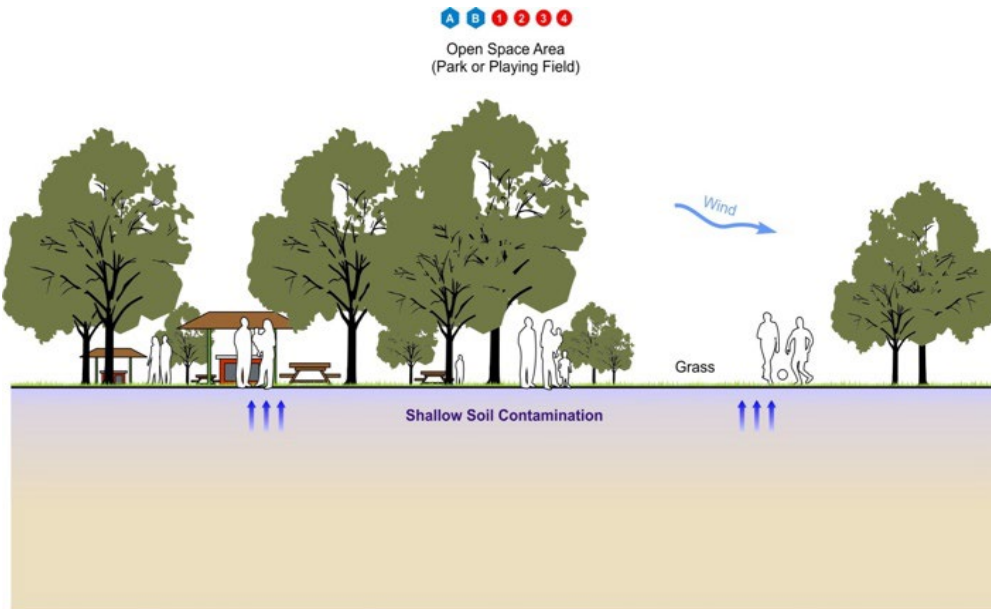 A B 1 2 3 4
Open Space Area
(Park or Playing Field)
Wind
Grass
Shallow Soil Contamination